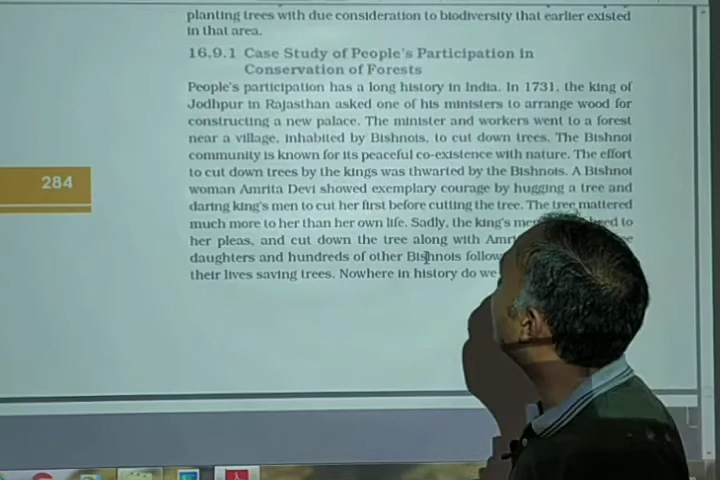 planting trees with due consideration to biodiversity that earlier existed
in that area.
16.9.1 Case Study of People's Participation in
Conservation of Forests
People's participation has a long history in India. In 1731, the king of
Jodhpur in Rajasthan asked one of his ministers to arrange wood for
constructing a new palace. The minister and workers went to a forest
near a village, inhabited by Bishnois, to cut down trees. The Bishnoi
community is known for its peaceful co-existence with nature. The effort
to cut down trees by the kings was thwarted by the Bishnois. A Bishnoi
284
woman Amrita Devi showed exemplary courage by hugging a tree and
daring king's men to cut her first before cutting the tree. The tree mattered
much more to her than her own life. Sadly, the king's to
her pleas, and cut down the tree along with
daughters and hundreds of other Bishnois
their lives saving trees. Nowhere in history do we